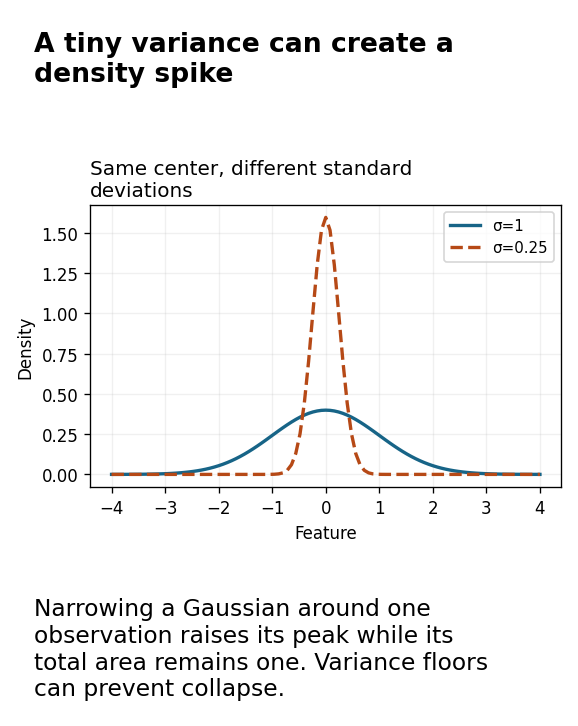 A tiny variance can create a
density spike
Same center, different standard
deviations
σ=1
σ=0.25
1.50
1.25
1.00
0.75
0.50
0.25
0.00
Density
−4
−3
−2
−1
0
1
2
3
4
Feature
Narrowing a Gaussian around one
observation raises its peak while its
total area remains one. Variance floors
can prevent collapse.